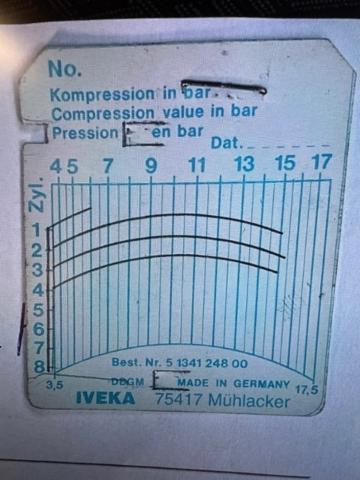 No.
Kompression in bar
Compression value in bar
Pression en bar
Dat.
4 5 7 9 11 13 15 17
Zyl.
1
2
3
4
5
6
7
8
3,5
17,5
Best. Nr. 5 1341 248 00
DBGM MADE IN GERMANY
IVEKA 75417 Mühlacker